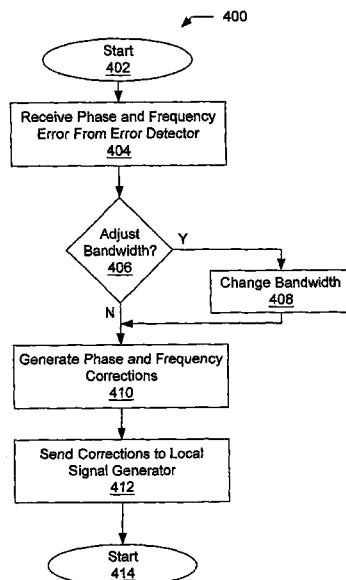 400
Start
402
Receive Phase and Frequency
Error From Error Detector
404
Adjust
Bandwidth?
406
Y
Change Bandwidth
408
N
Generate Phase and Frequency
Corrections
410
Send Corrections to Local
Signal Generator
412
Start
414